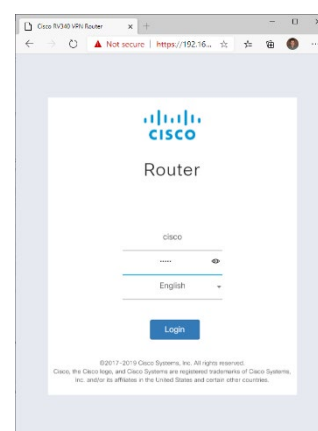 Cisco RV340 VPN Router
Not secure | https://192.16...
CISCO
Router
cisco
•••••
English
Login
©2017-2019 Cisco Systems, Inc. All rights reserved.
Cisco, the Cisco logo, and Cisco Systems are registered trademarks of Cisco Systems,
Inc. and/or its affiliates in the United States and certain other countries.